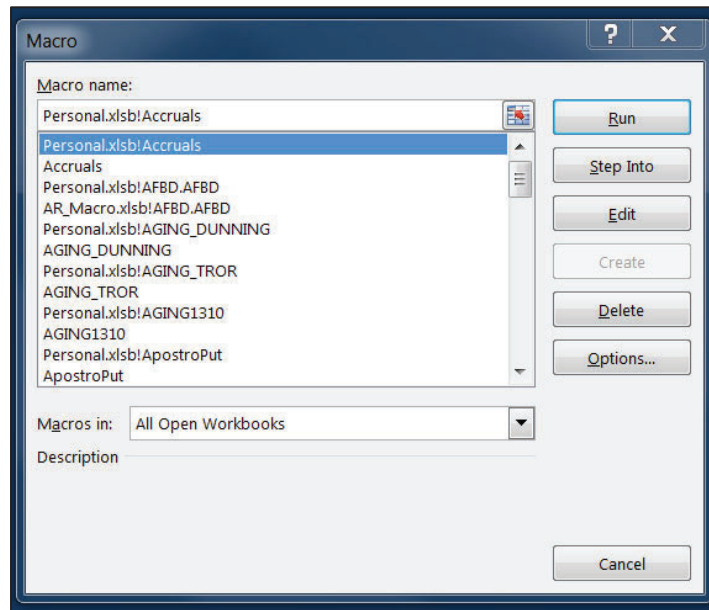 Macro
?
X
Macro name:
Personal.xlsb!Accruals
Personal.xlsb!Accruals
Accruals
Personal.xlsb!AFBD.AFBD
AR_Macro.xlsb!AFBD.AFBD
Personal.xlsb!AGING_DUNNING
AGING_DUNNING
Personal.xlsb!AGING_TROR
AGING_TROR
Personal.xlsb!AGING1310
AGING1310
Personal.xlsb!ApostroPut
ApostroPut
Run
Step Into
Edit
Create
Delete
Options...
Macros in: All Open Workbooks
Description
Cancel